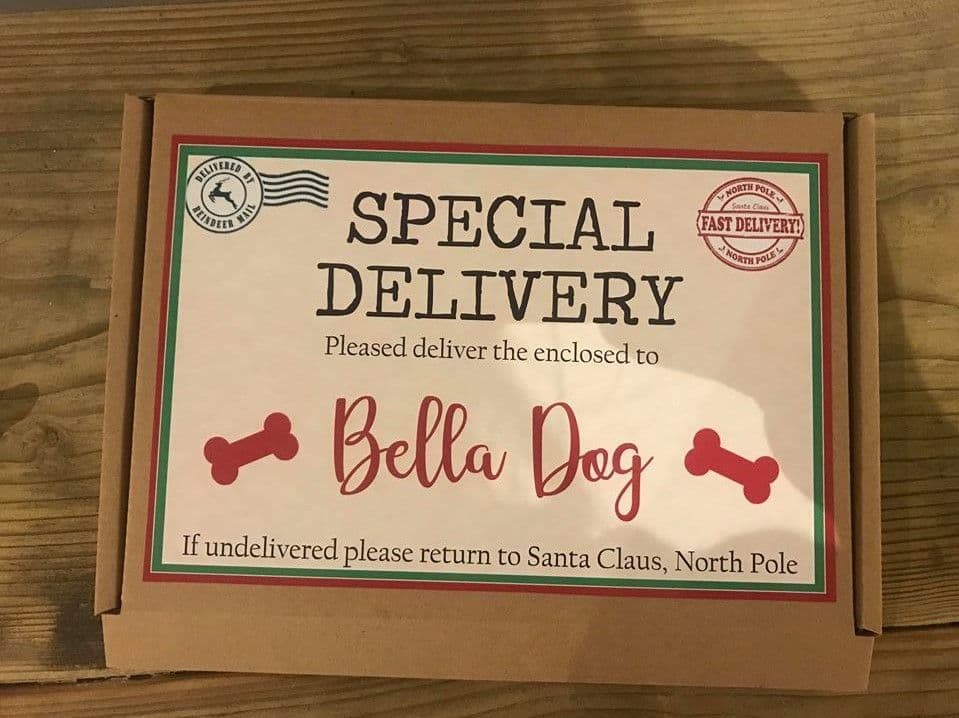 DELIVERED BY
REINDEER MAIL
NORTH POLE
Santa Claus
FAST DELIVERY!
NORTH POLE
SPECIAL
DELIVERY
Pleased deliver the enclosed to
Bella Dog
If undelivered please return to Santa Claus, North Pole